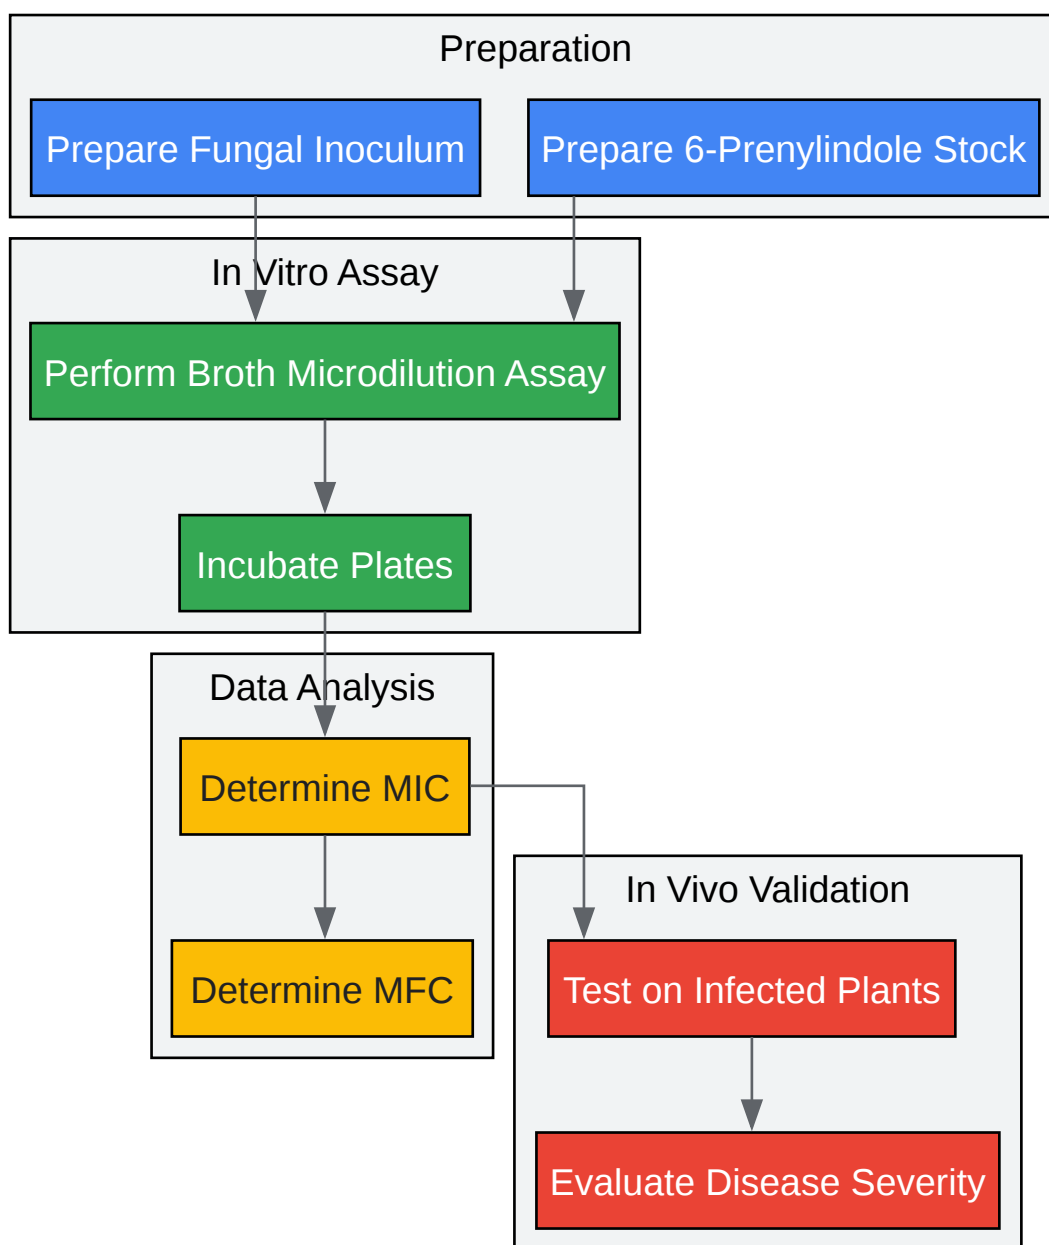 Preparation
Prepare Fungal Inoculum
Prepare 6-Prenylindole Stock
In Vitro Assay
Perform Broth Microdilution Assay
Incubate Plates
Data Analysis
Determine MIC
Determine MFC
In Vivo Validation
Test on Infected Plants
Evaluate Disease Severity